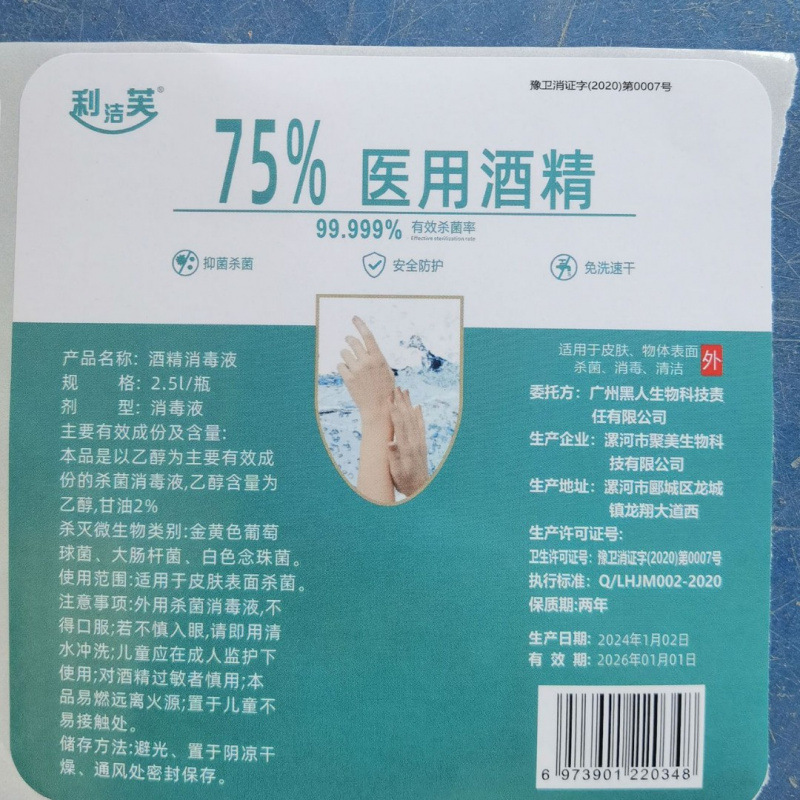 豫卫消证字(2020)第0007号
利洁芙®
75% 医用酒精
99.999% 有效杀菌率
Effective sterilization rate
抑菌杀菌 安全防护 免洗速干
产品名称: 酒精消毒液
规 格: 2.5l/瓶
剂 型: 消毒液
主要有效成份及含量:
本品是以乙醇为主要有效成
份的杀菌消毒液,乙醇含量为
乙醇,甘油2%
杀灭微生物类别:金黄色葡萄
球菌、大肠杆菌、白色念珠菌。
使用范围:适用于皮肤表面杀菌。
注意事项:外用杀菌消毒液,不
得口服;若不慎入眼,请即用清
水冲洗;儿童应在成人监护下
使用;对酒精过敏者慎用;本
品易燃远离火源;置于儿童不
易接触处。
储存方法:避光、置于阴凉干
燥、通风处密封保存。
适用于皮肤、物体表面
杀菌、消毒、清洁
外
委托方: 广州黑人生物科技责
任有限公司
生产企业: 漯河市聚美生物科
技有限公司
生产地址: 漯河市郾城区龙城
镇龙翔大道西
生产许可证号:
卫生许可证号: 豫卫消证字(2020)第0007号
执行标准: Q/LHJM002-2020
保质期:两年
生产日期: 2024年1月02日
有 效 期: 2026年01月01日
6 973901 220348